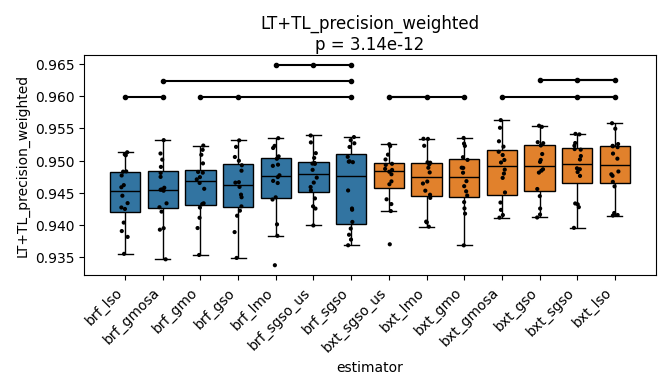 LT+TL_precision_weighted
p = 3.14e-12
LT+TL_precision_weighted
0.965
0.960
0.955
0.950
0.945
0.940
0.935
brf_lso
brf_gmosa
brf_gmo
brf_gso
brf_lmo
brf_sgso_us
brf_sgso
bxt_sgso_us
bxt_lmo
bxt_gmo
bxt_gmosa
bxt_gso
bxt_sgso
bxt_lso
estimator